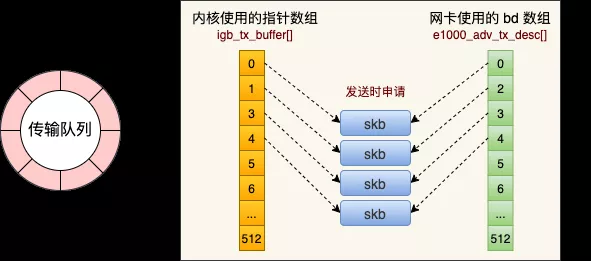 传输队列
内核使用的指针数组
igb_tx_buffer[]
0
1
3
4
5
6
...
512
发送时申请
skb
skb
skb
skb
网卡使用的 bd 数组
e1000_adv_tx_desc[]
0
2
3
4
5
6
...
512